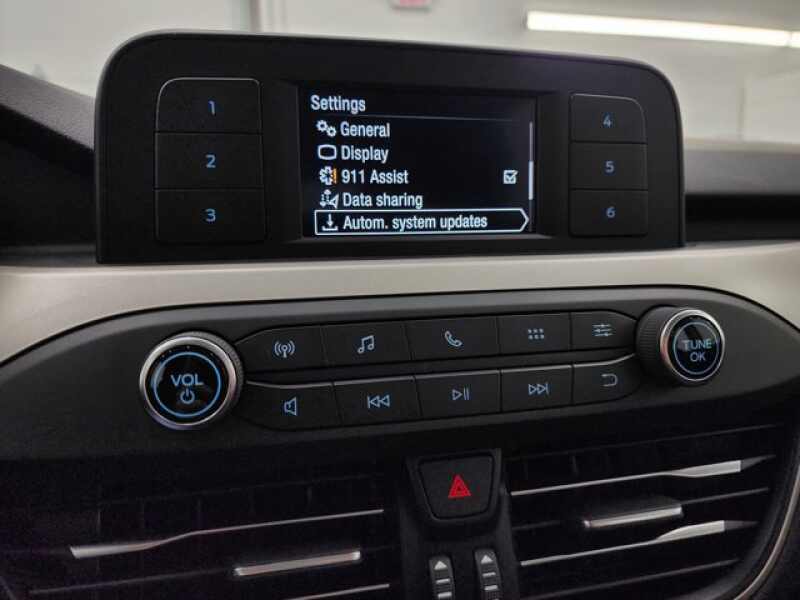 Settings
General
Display
911 Assist
Data sharing
Autom. system updates
1
2
3
4
5
6
VOL
TUNE
OK